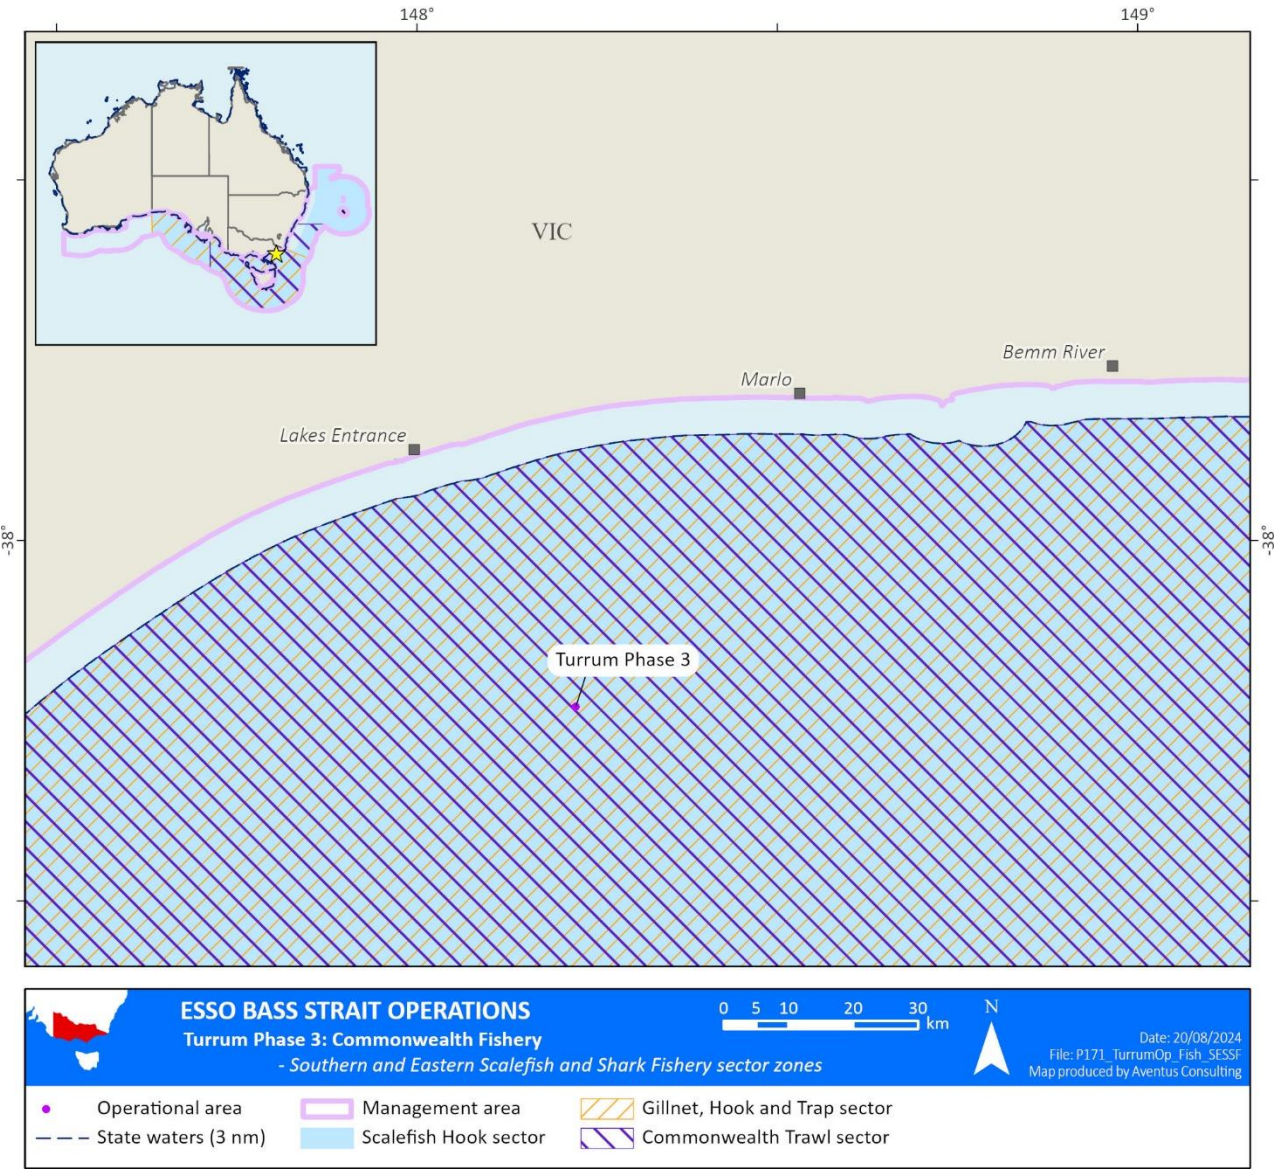 148°
149°
VIC
Bemm River
Marlo
Lakes Entrance
-38°
-38°
Turrum Phase 3
ESSO BASS STRAIT OPERATIONS
Turrum Phase 3: Commonwealth Fishery
- Southern and Eastern Scalefish and Shark Fishery sector zones
0 5 10 20 30
km
N
Date: 20/08/2024
File: P171_TurrumOp_Fish_SESSF
Map produced by Aventus Consulting
Operational area
Management area
Gillnet, Hook and Trap sector
State waters (3 nm)
Scalefish Hook sector
Commonwealth Trawl sector